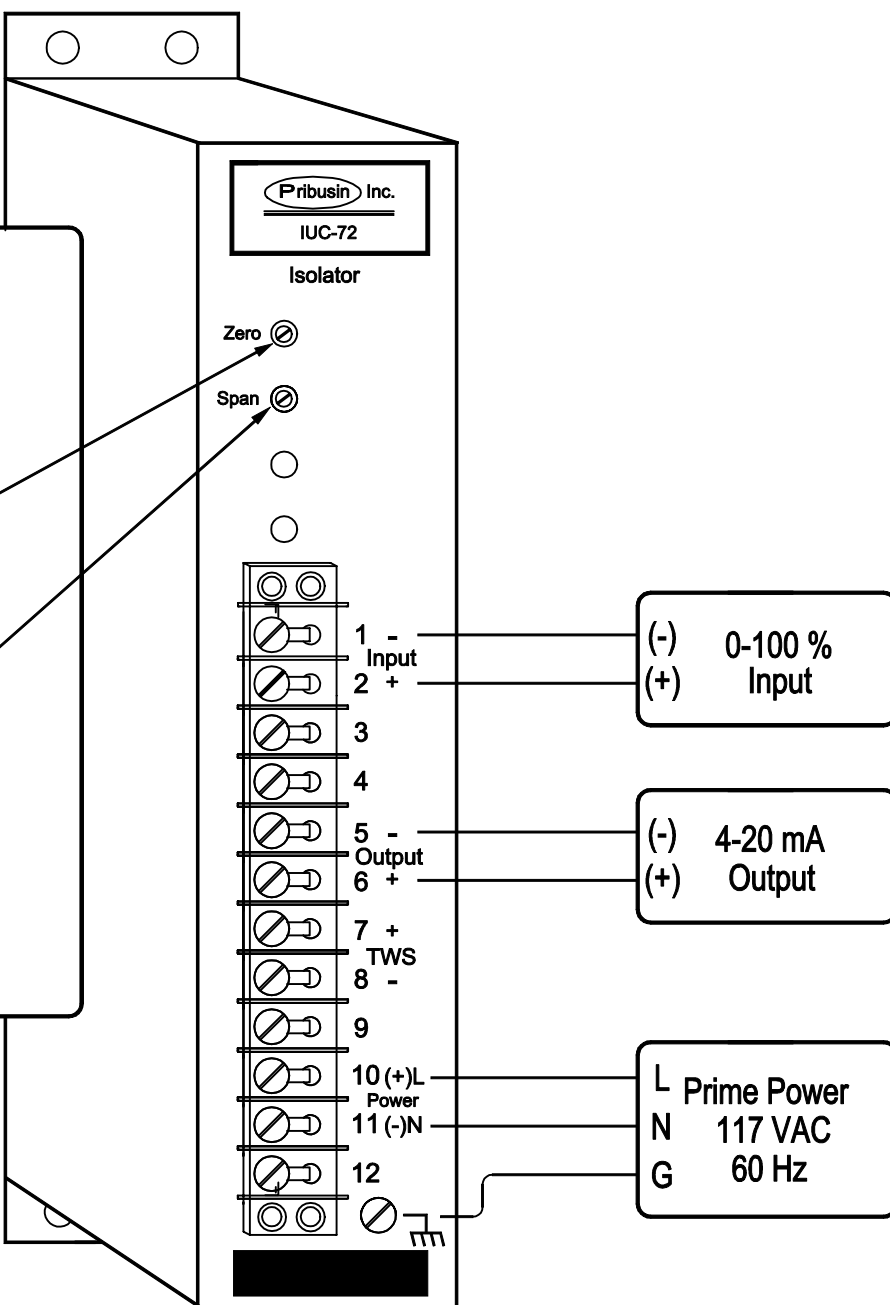 Pribusin Inc.
IUC-72
Isolator
Zero
Span
1 -
Input
2 +
3
4
5 -
Output
6 +
7 +
TWS
8 -
9
10 (+)L
Power
11 (-)N
12
(-) 0-100 %
(+) Input
(-) 4-20 mA
(+) Output
L Prime Power
N 117 VAC
G 60 Hz